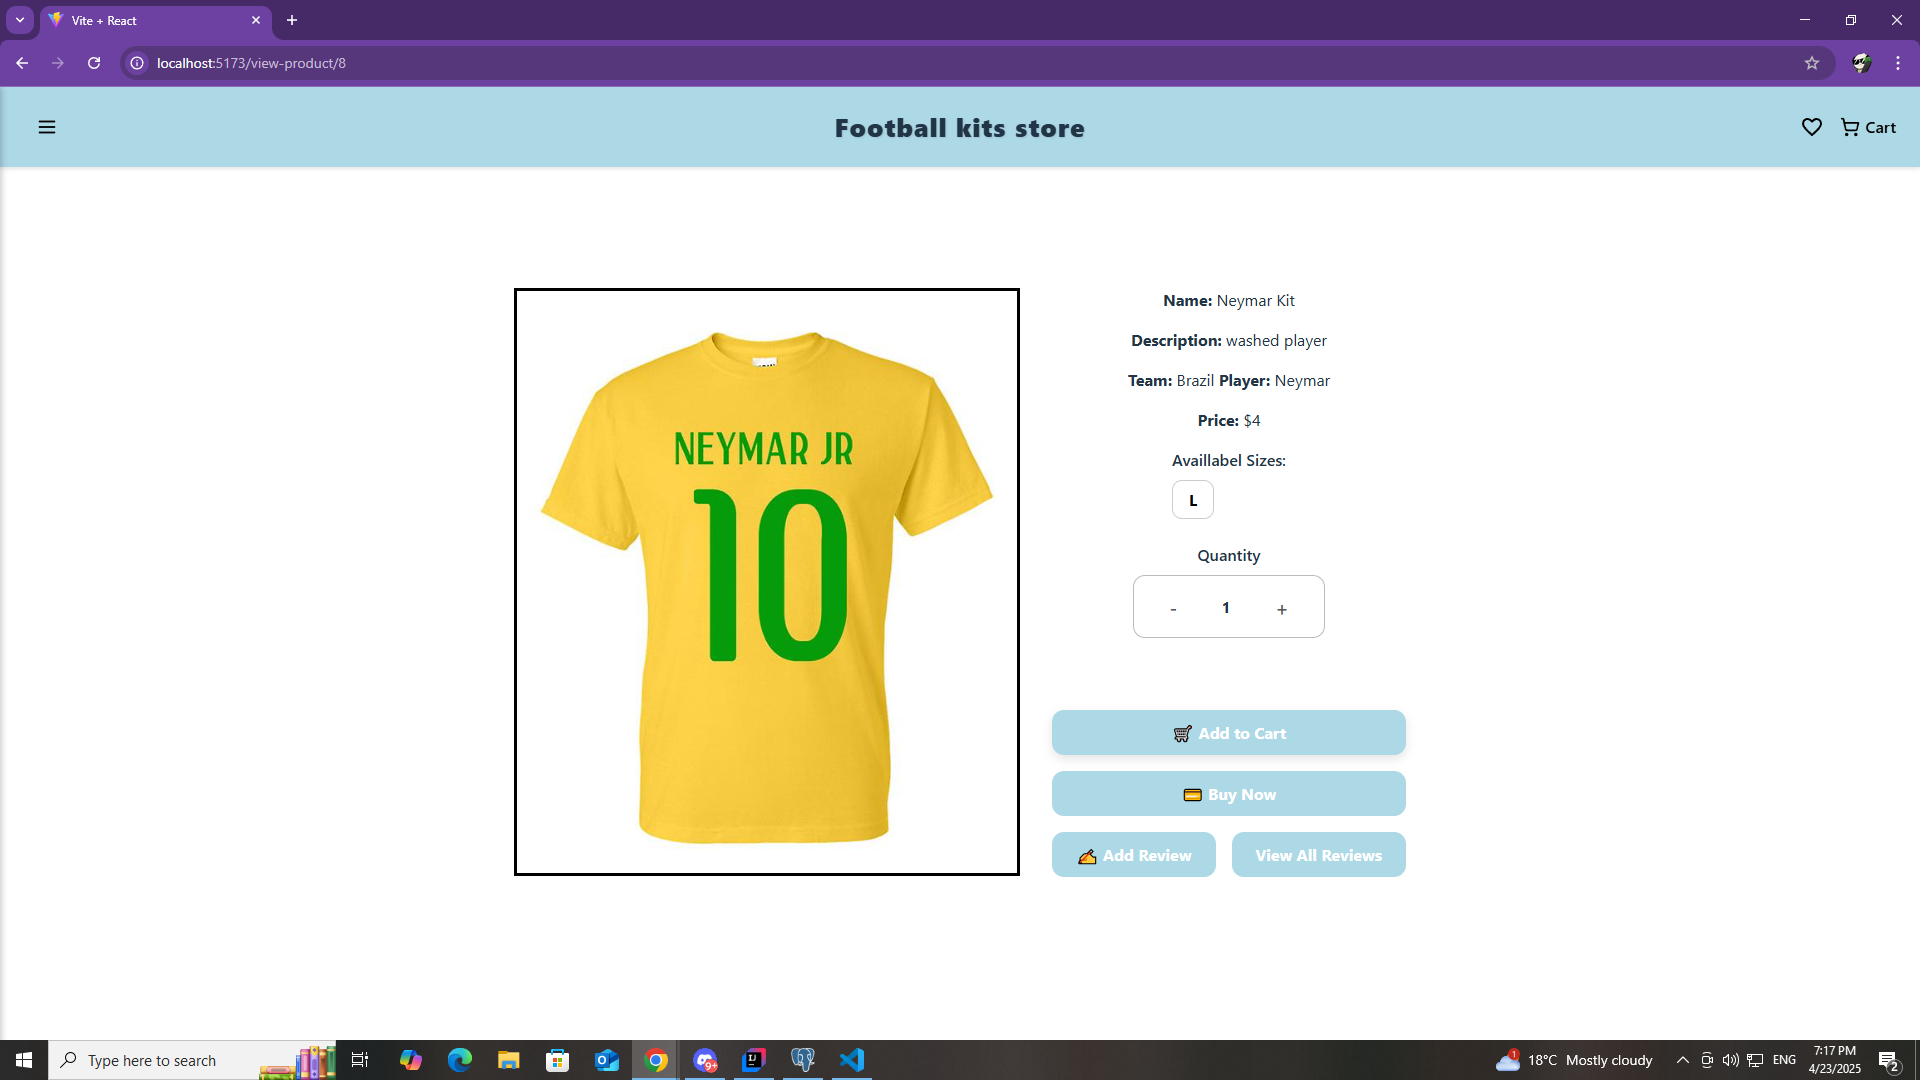 Vite + React
localhost:5173/view-product/8
Football kits store
Cart
NEYMAR JR
10
Name: Neymar Kit
Description: washed player
Team: Brazil Player: Neymar
Price: $4
Availlabel Sizes:
L
Quantity
- 1 +
Add to Cart
Buy Now
Add Review
View All Reviews
Type here to search
9+
1
18°C Mostly cloudy
ENG
7:17 PM
4/23/2025
2